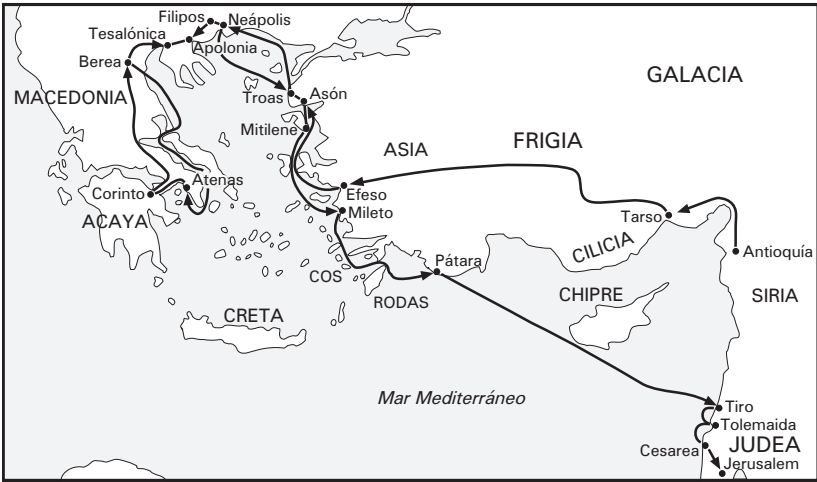 Filipos
Neápolis
Tesalónica
Apolonia
Berea
GALACIA
Troas
Asón
MACEDONIA
Mitilene
FRIGIA
ASIA
Atenas
Corinto
Efeso
Mileto
Tarso
ACAYA
CILICIA
Antioquía
Pátara
COS
RODAS
CHIPRE
SIRIA
CRETA
Mar Mediterráneo
Tiro
Tolemaida
Cesarea
JUDEA
Jerusalem